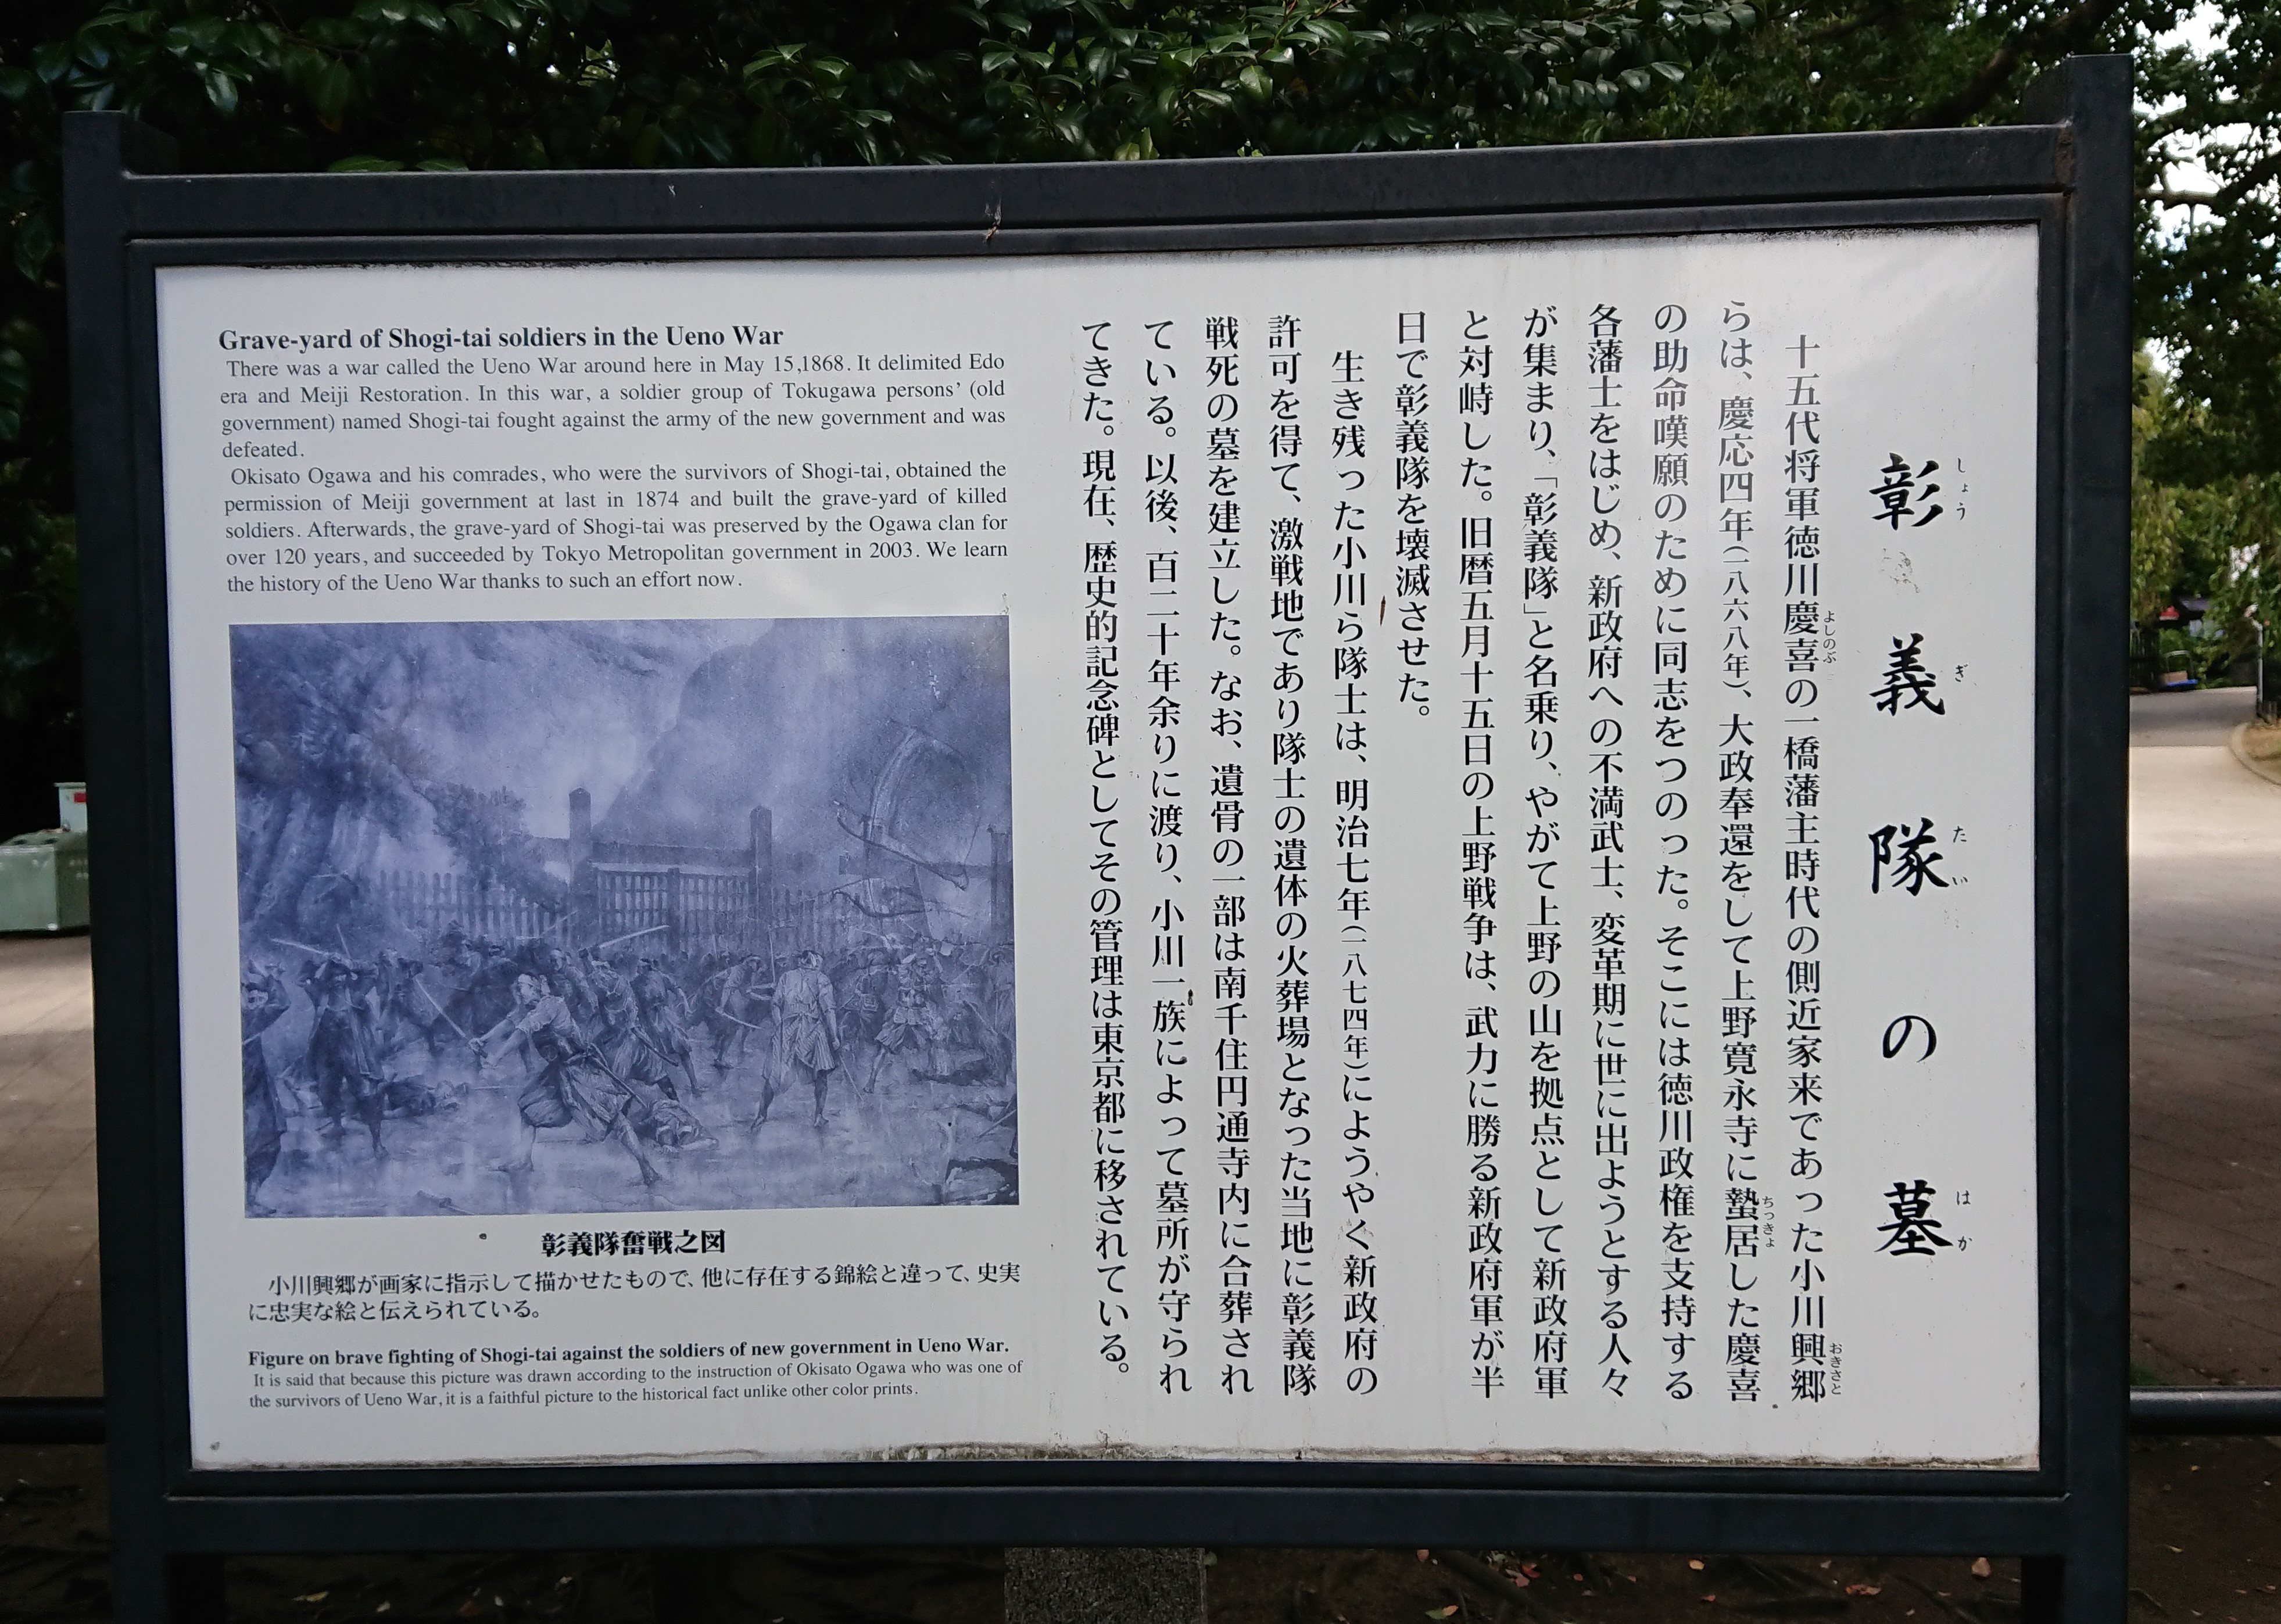 彰義隊の墓
しょう ぎ たい はか
十五代将軍徳川慶喜の一橋藩主時代の側近家来であった小川興郷
よしのぶ
おきさと
らは、慶応四年(一八六八年)、大政奉還をして上野寛永寺に蟄居した慶喜
ちっきょ
の助命嘆願のために同志をつのった。そこには徳川政権を支持する
各藩士をはじめ、新政府への不満武士、変革期に世に出ようとする人々
が集まり、「彰義隊」と名乗り、やがて上野の山を拠点として新政府軍
と対峙した。旧暦五月十五日の上野戦争は、武力に勝る新政府軍が半
日で彰義隊を壊滅させた。
生き残った小川ら隊士は、明治七年(一八七四年)にようやく新政府の
許可を得て、激戦地であり隊士の遺体の火葬場となった当地に彰義隊
戦死の墓を建立した。なお、遺骨の一部は南千住円通寺内に合葬され
ている。以後、百二十年余りに渡り、小川一族によって墓所が守られ
てきた。現在、歴史的記念碑としてその管理は東京都に移されている。
Grave-yard of Shogi-tai soldiers in the Ueno War
There was a war called the Ueno War around here in May 15,1868. It delimited Edo
era and Meiji Restoration. In this war, a soldier group of Tokugawa persons' (old
government) named Shogi-tai fought against the army of the new government and was
defeated.
Okisato Ogawa and his comrades, who were the survivors of Shogi-tai, obtained the
permission of Meiji government at last in 1874 and built the grave-yard of killed
soldiers. Afterwards, the grave-yard of Shogi-tai was preserved by the Ogawa clan for
over 120 years, and succeeded by Tokyo Metropolitan government in 2003. We learn
the history of the Ueno War thanks to such an effort now.
彰義隊奮戦之図
小川興郷が画家に指示して描かせたもので、他に存在する錦絵と違って、史実
に忠実な絵と伝えられている。
Figure on brave fighting of Shogi-tai against the soldiers of new government in Ueno War.
It is said that because this picture was drawn according to the instruction of Okisato Ogawa who was one of
the survivors of Ueno War, it is a faithful picture to the historical fact unlike other color prints.